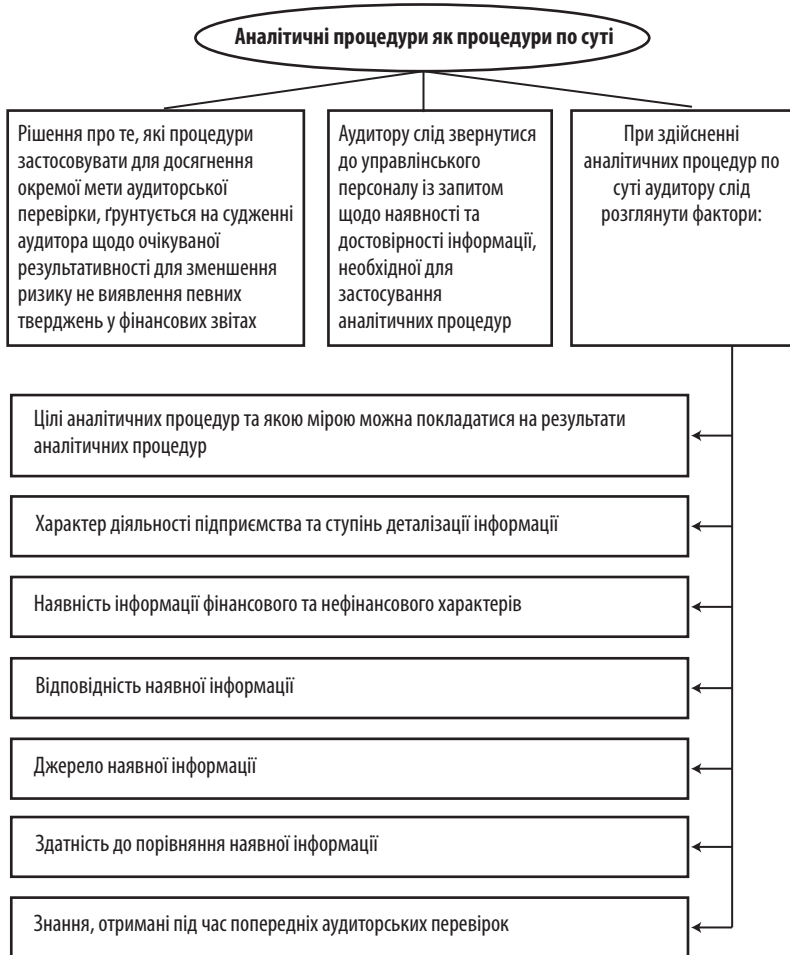 Аналітичні процедури як процедури по суті
Рішення про те, які процедури
застосовувати для досягнення
окремої мети аудиторської
перевірки, ґрунтується на судженні
аудитора щодо очікуваної
результативності для зменшення
ризику не виявлення певних
тверджень у фінансових звітах
Аудитору слід звернутися
до управлінського
персоналу із запитом
щодо наявності та
достовірності інформації,
необхідної для
застосування
аналітичних процедур
При здійсненні
аналітичних процедур по
суті аудитору слід
розглянути фактори:
Цілі аналітичних процедур та якою мірою можна покладатися на результати
аналітичних процедур
Характер діяльності підприємства та ступінь деталізації інформації
Наявність інформації фінансового та нефінансового характерів
Відповідність наявної інформації
Джерело наявної інформації
Здатність до порівняння наявної інформації
Знання, отримані під час попередніх аудиторських перевірок